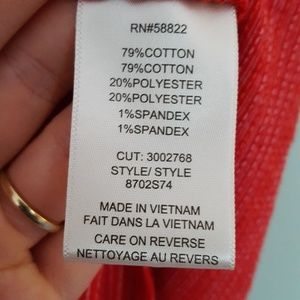 RN#58822
79%COTTON
79%COTTON
20%POLYESTER
20%POLYESTER
1%SPANDEX
1%SPANDEX
CUT: 3002768
STYLE/ STYLE
8702S74
MADE IN VIETNAM
FAIT DANS LA VIETNAM
CARE ON REVERSE
NETTOYAGE AU REVERS